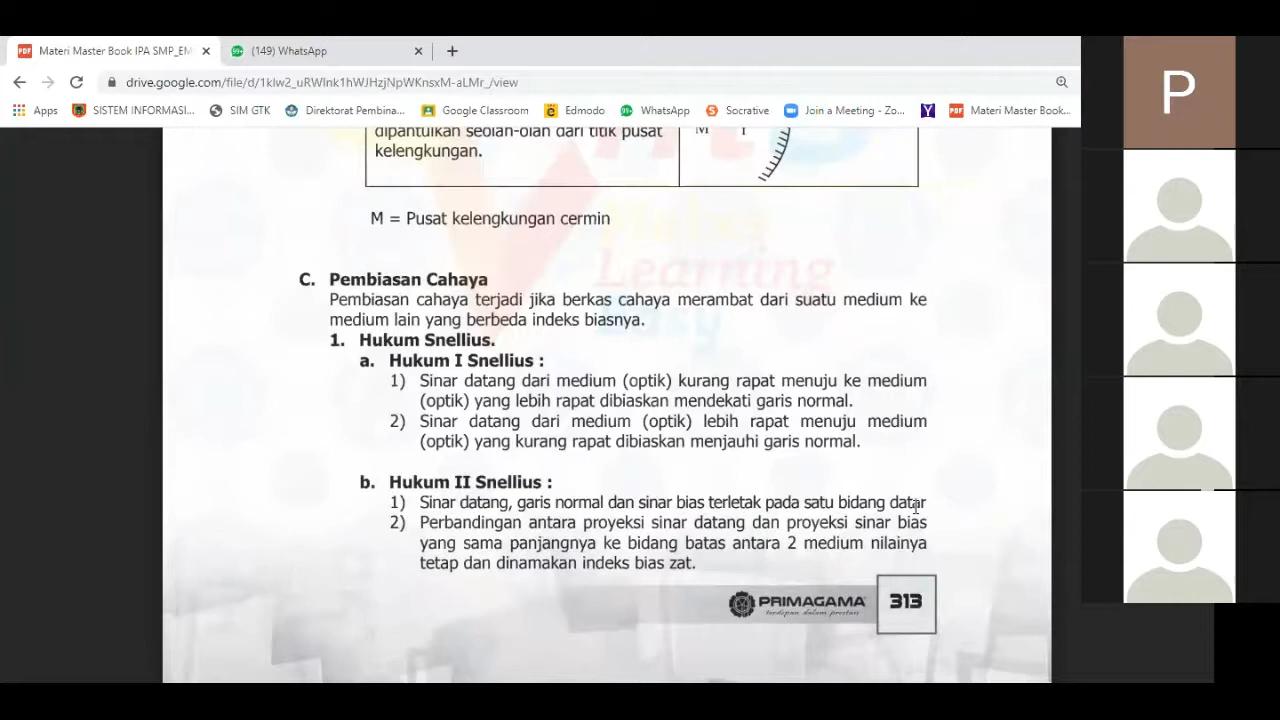 Materi Master Book IPA SMP_EM
(149) WhatsApp
drive.google.com/file/d/1klw2_uRWlnk1hWJHzjNpWKnsxM-aLMr_/view
Apps SISTEM INFORMASI... SIM GTK Direktorat Pembina... Google Classroom Edmodo WhatsApp Socrative Join a Meeting - Zo... Materi Master Book...
P
dipantulkan seolah-olah dari titik pusat
kelengkungan.
M
M = Pusat kelengkungan cermin
Makes
Learning
Easy
C. Pembiasan Cahaya
Pembiasan cahaya terjadi jika berkas cahaya merambat dari suatu medium ke
medium lain yang berbeda indeks biasnya.
1. Hukum Snellius.
a. Hukum I Snellius :
1) Sinar datang dari medium (optik) kurang rapat menuju ke medium
(optik) yang lebih rapat dibiaskan mendekati garis normal.
2) Sinar datang dari medium (optik) lebih rapat menuju medium
(optik) yang kurang rapat dibiaskan menjauhi garis normal.
b. Hukum II Snellius :
1) Sinar datang, garis normal dan sinar bias terletak pada satu bidang datar
2) Perbandingan antara proyeksi sinar datang dan proyeksi sinar bias
yang sama panjangnya ke bidang batas antara 2 medium nilainya
tetap dan dinamakan indeks bias zat.
PRIMAGAMA
terdepan dalam prestasi
313